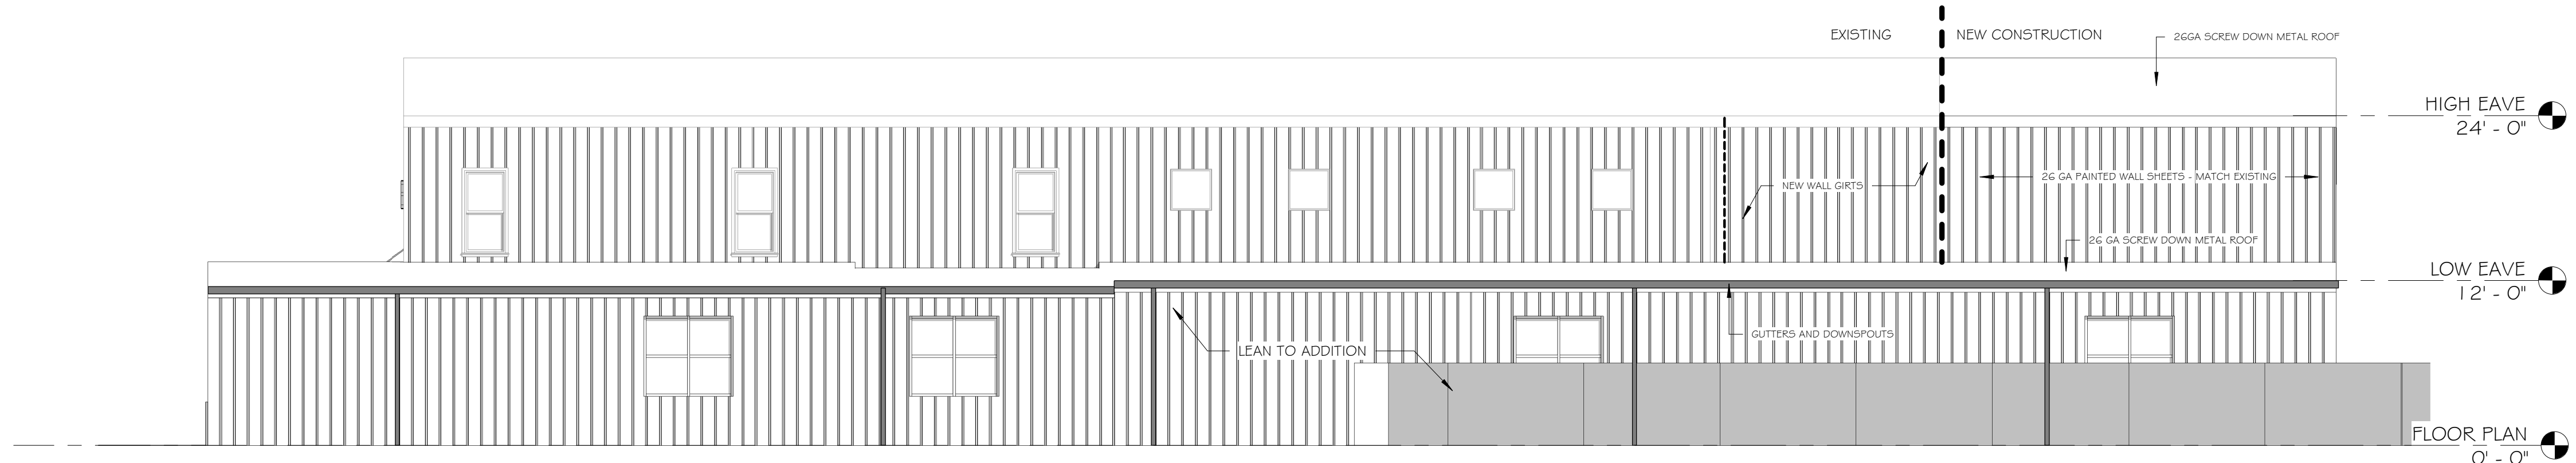 EXISTING
NEW CONSTRUCTION
26GA SCREW DOWN METAL ROOF
HIGH EAVE
24' - 0"
NEW WALL GIRTS
26 GA PAINTED WALL SHEETS - MATCH EXISTING
26 GA SCREW DOWN METAL ROOF
LOW EAVE
12' - 0"
GUTTERS AND DOWNSPOUTS
LEAN TO ADDITION
FLOOR PLAN
0' - 0"